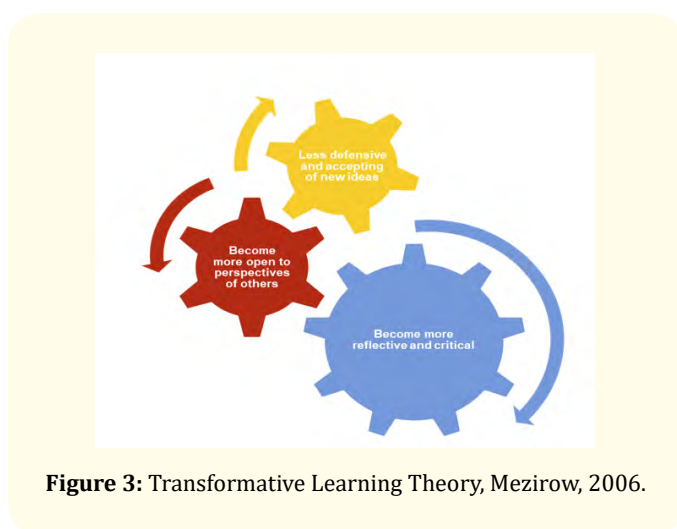 Less defensive
and accepting
of new ideas
Become
more open to
perspectives
of others
Become more
reflective and critical
Figure 3: Transformative Learning Theory, Mezirow, 2006.